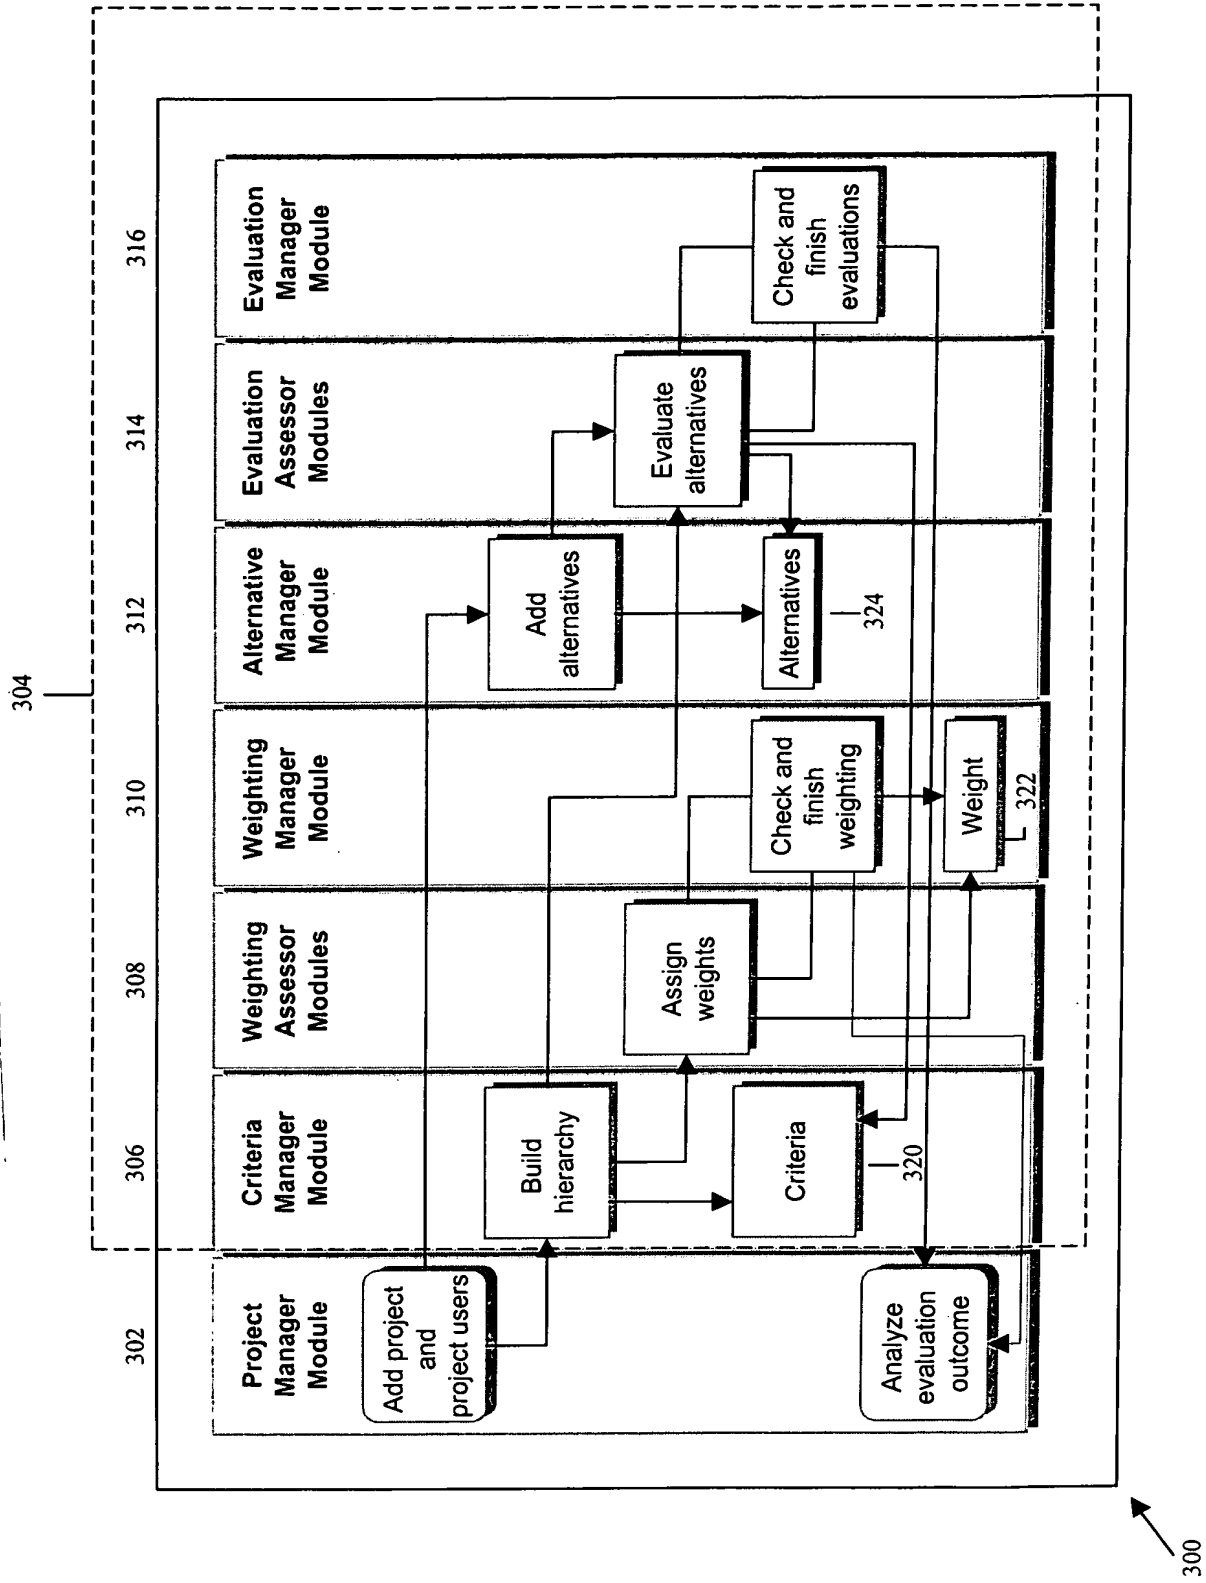 304
302
306
308
310
312
314
316
Project
Manager
Module
Criteria
Manager
Module
Weighting
Assessor
Modules
Weighting
Manager
Module
Alternative
Manager
Module
Evaluation
Assessor
Modules
Evaluation
Manager
Module
Add project
and
project users
Build
hierarchy
Add
alternatives
Assign
weights
Evaluate
alternatives
Criteria
320
Check and
finish
weighting
Alternatives
324
Check and
finish
evaluations
Analyze
evaluation
outcome
Weight
322
300